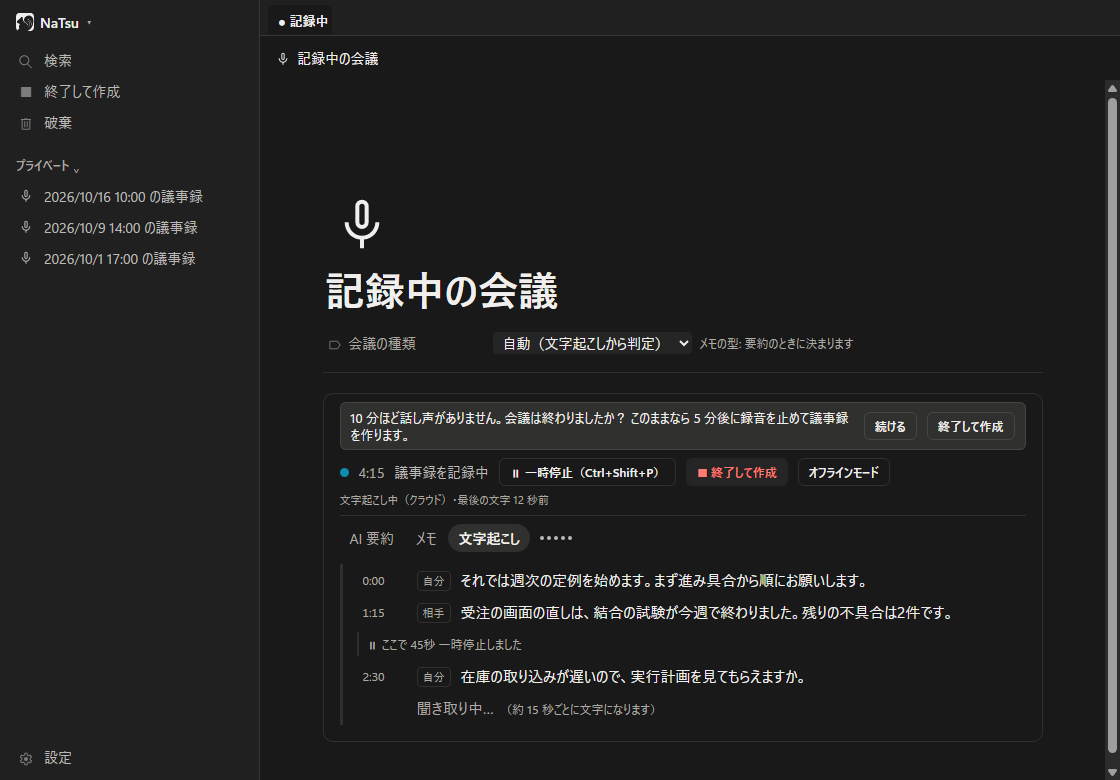 NaTsu
検索
終了して作成
破棄
プライベート
2026/10/16 10:00 の議事録
2026/10/9 14:00 の議事録
2026/10/1 17:00 の議事録
設定
● 記録中
記録中の会議
記録中の会議
会議の種類 自動（文字起こしから判定） メモの型: 要約のときに決まります
10 分ほど話し声がありません。会議は終わりましたか？ このままなら 5 分後に録音を止めて議事録
を作ります。
続ける 終了して作成
4:15 議事録を記録中 ⏸ 一時停止（Ctrl+Shift+P） ■ 終了して作成 オフラインモード
文字起こし中（クラウド）・最後の文字 12 秒前
AI 要約 メモ 文字起こし
0:00 自分 それでは週次の定例を始めます。まず進み具合から順にお願いします。
1:15 相手 受注の画面の直しは、結合の試験が今週で終わりました。残りの不具合は2件です。
⏸ ここで 45秒 一時停止しました
2:30 自分 在庫の取り込みが遅いので、実行計画を見てもらえますか。
聞き取り中… （約 15 秒ごとに文字になります）